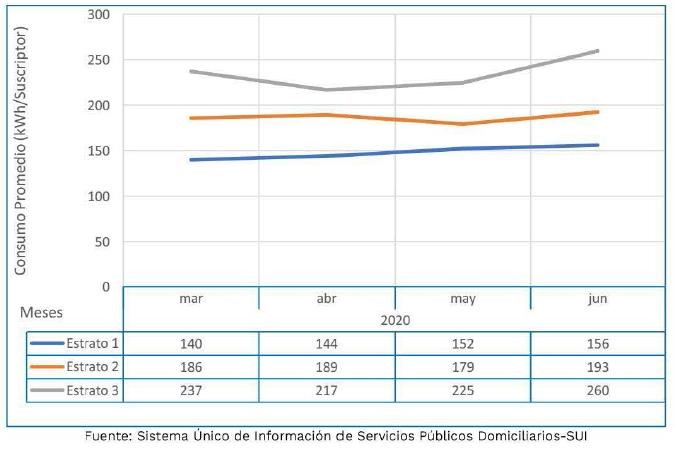 Consumo Promedio (kWh/Suscriptor)
300
250
200
150
100
50
0
Meses
mar abr may jun
2020
Estrato 1 140 144 152 156
Estrato 2 186 189 179 193
Estrato 3 237 217 225 260
Fuente: Sistema Único de Información de Servicios Públicos Domiciliarios-SUI